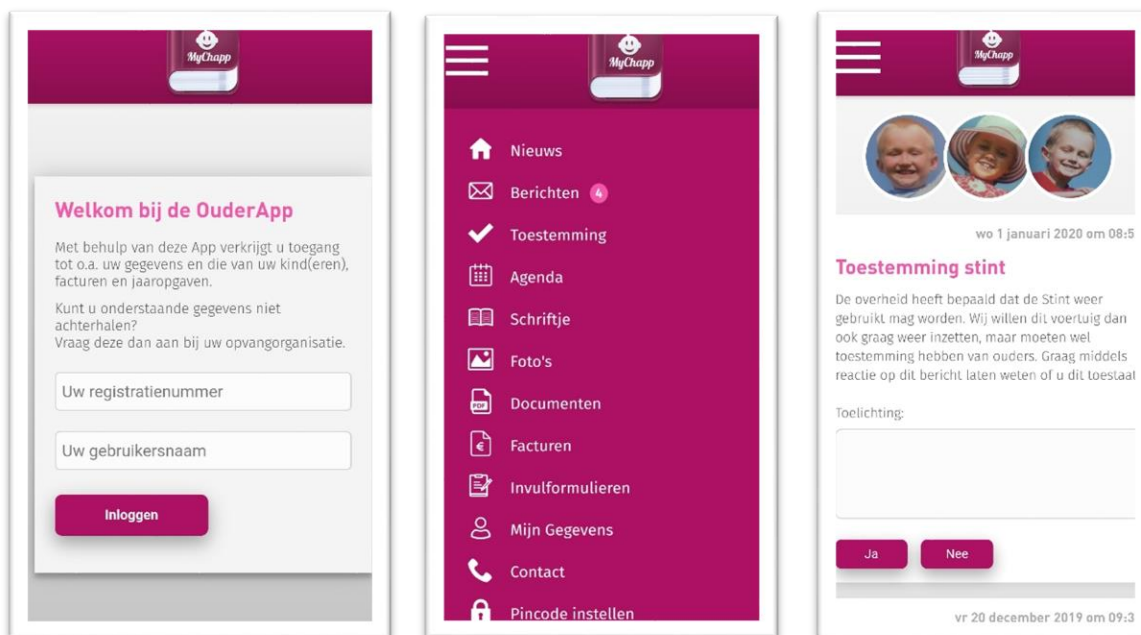 MyChapp
Welkom bij de OuderApp
Met behulp van deze App verkrijgt u toegang
tot o.a. uw gegevens en die van uw kind(eren),
facturen en jaaropgaven.
Kunt u onderstaande gegevens niet
achterhalen?
Vraag deze dan aan bij uw opvangorganisatie.
Uw registratienummer
Uw gebruikersnaam
Inloggen
MyChapp
Nieuws
Berichten 4
Toestemming
Agenda
Schriftje
Foto's
PDF Documenten
€ Facturen
Invulformulieren
Mijn Gegevens
Contact
Pincode instellen
MyChapp
wo 1 januari 2020 om 08:5
Toestemming stint
De overheid heeft bepaald dat de Stint weer
gebruikt mag worden. Wij willen dit voertuig dan
ook graag weer inzetten, maar moeten wel
toestemming hebben van ouders. Graag middels
reactie op dit bericht laten weten of u dit toestaat
Toelichting:
Ja Nee
vr 20 december 2019 om 09:3